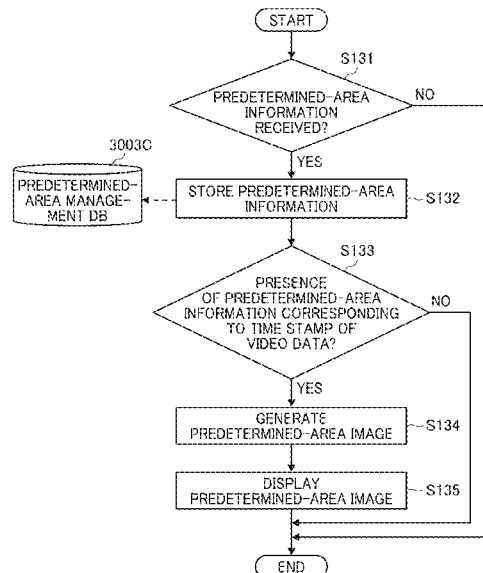 START
S131
PREDETERMINED-AREA
INFORMATION
RECEIVED?
NO
YES
3003C
PREDETERMINED-
AREA MANAGE-
MENT DB
STORE PREDETERMINED-AREA
INFORMATION
S132
S133
PRESENCE
OF PREDETERMINED-AREA
INFORMATION CORRESPONDING
TO TIME STAMP OF
VIDEO DATA?
NO
YES
GENERATE
PREDETERMINED-AREA IMAGE
S134
DISPLAY
PREDETERMINED-AREA IMAGE
S135
END